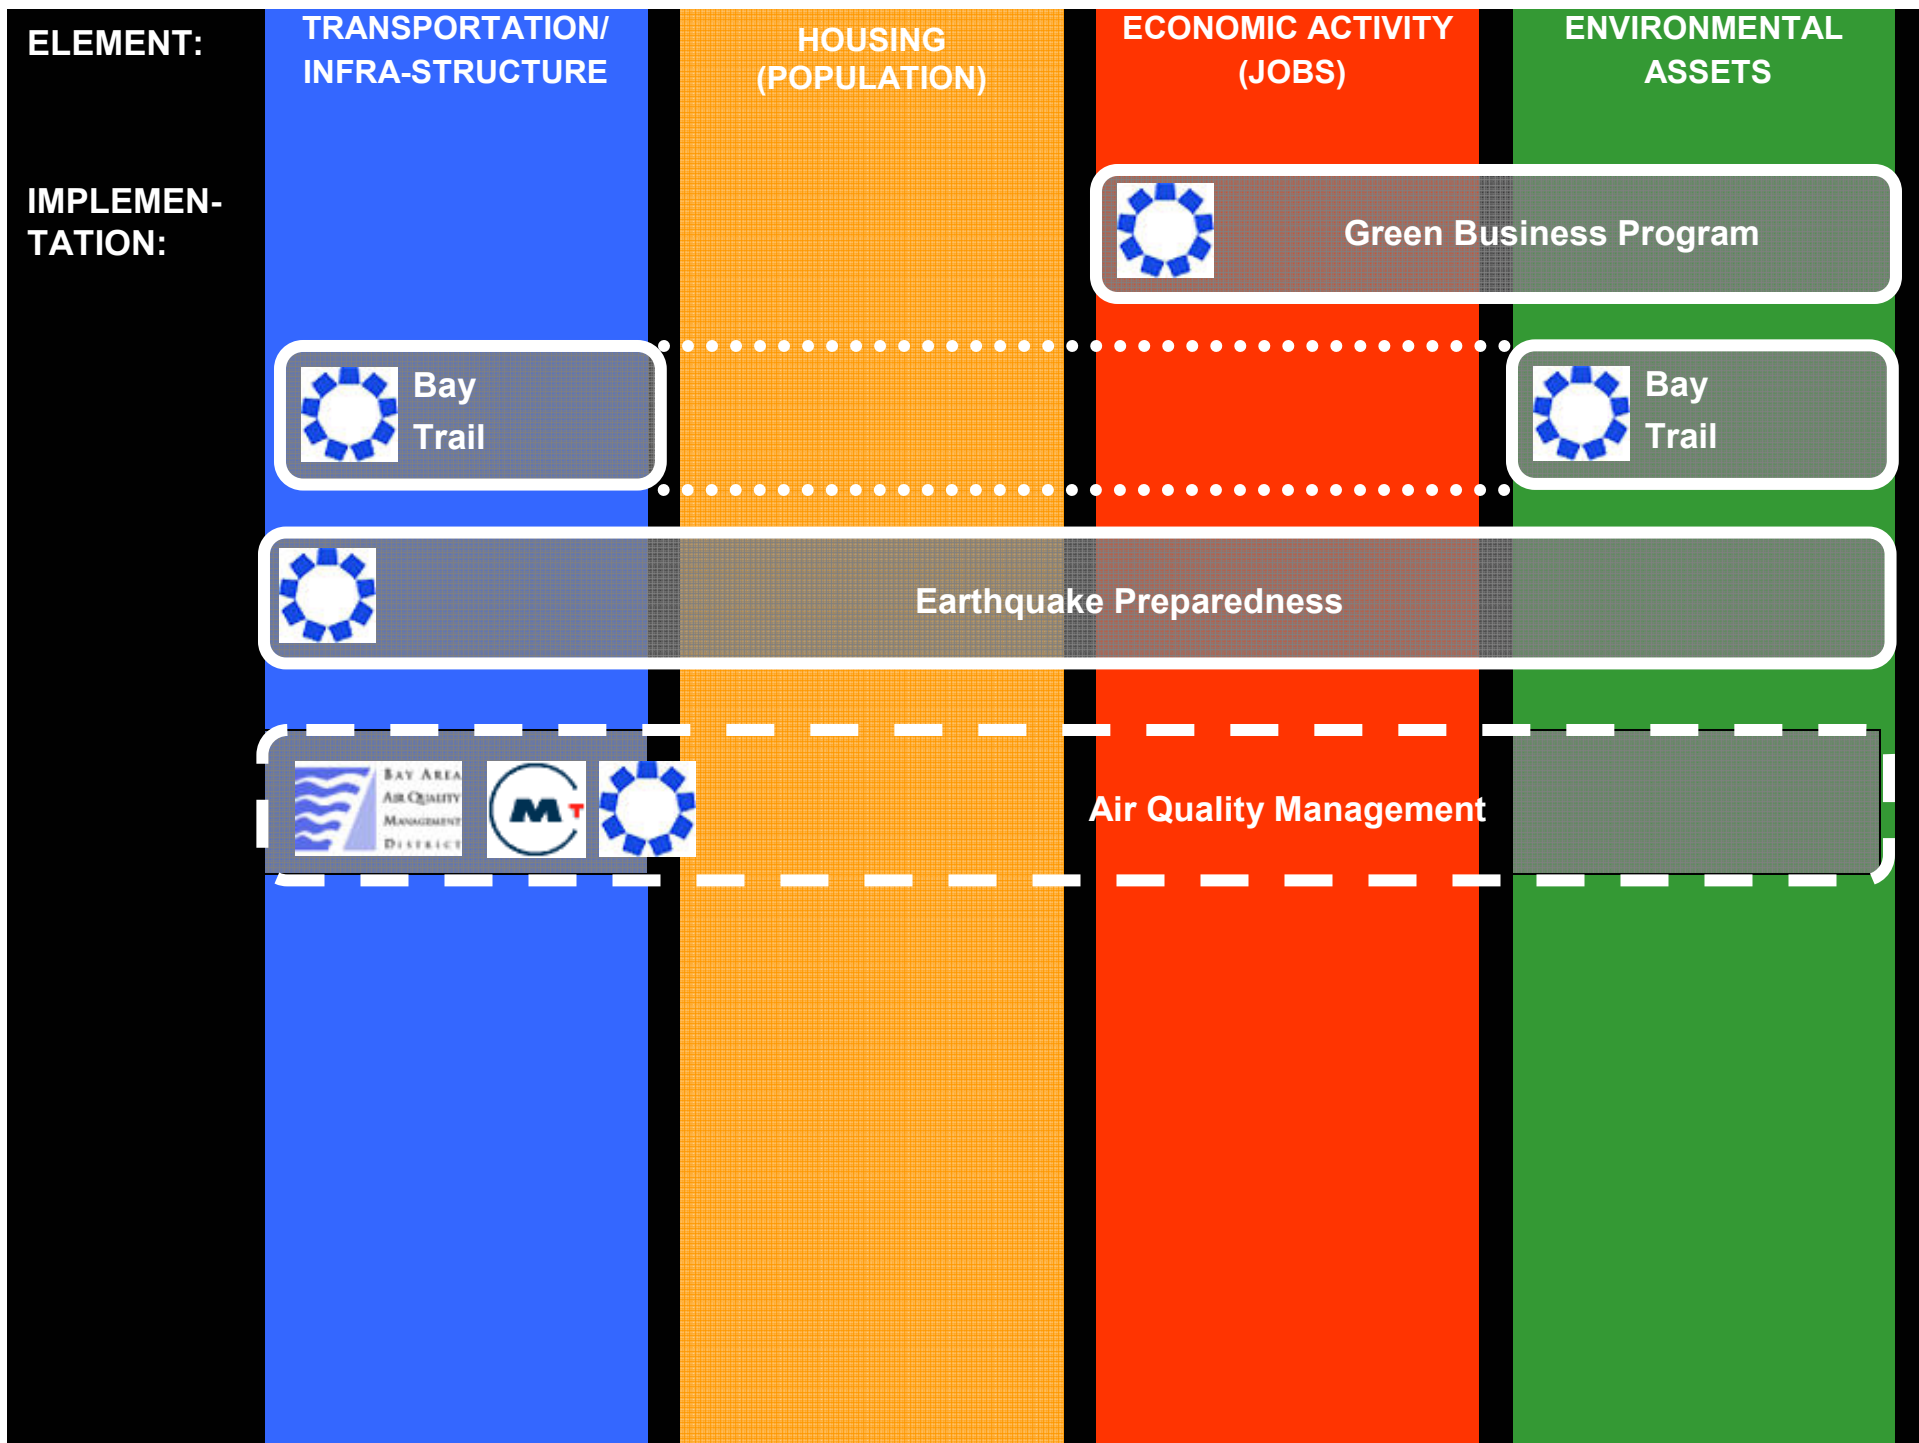 ELEMENT:
TRANSPORTATION/
INFRA-STRUCTURE
HOUSING
(POPULATION)
ECONOMIC ACTIVITY
(JOBS)
ENVIRONMENTAL
ASSETS
IMPLEMEN-
TATION:
Green Business Program
Bay
Trail
Bay
Trail
Earthquake Preparedness
BAY AREA
AIR QUALITY
MANAGEMENT
DISTRICT
M T
Air Quality Management